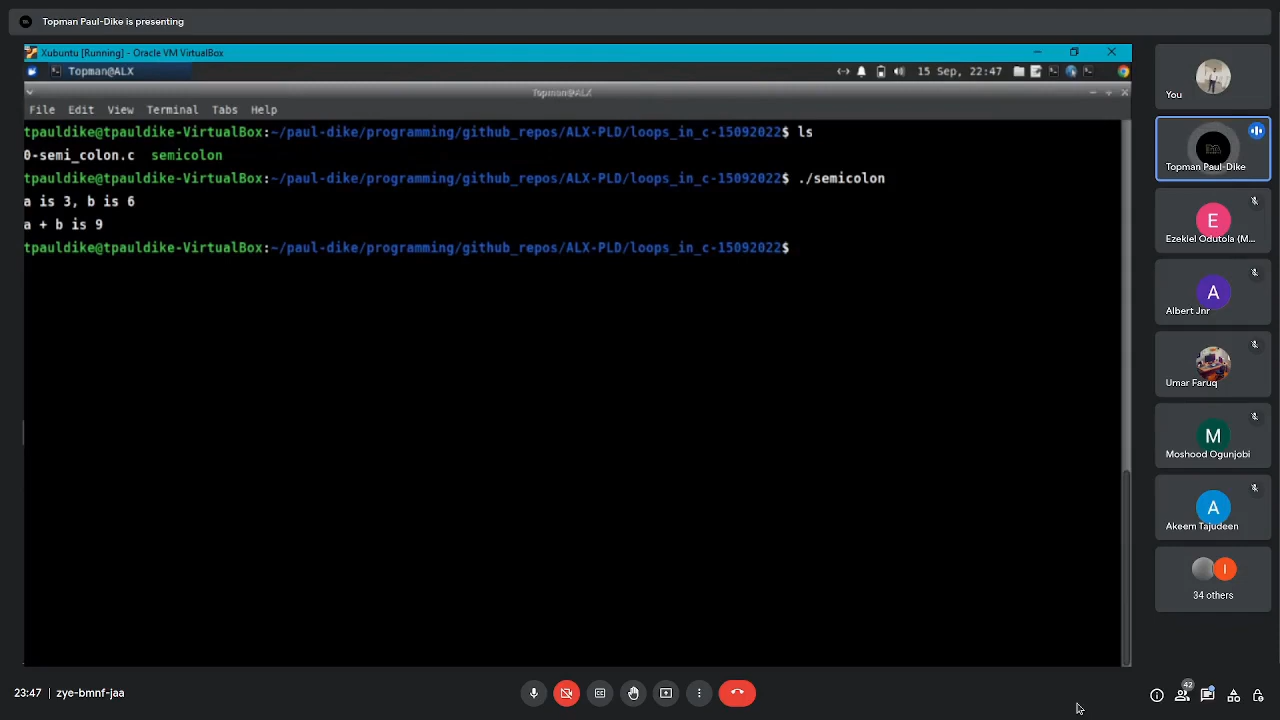 Topman Paul-Dike is presenting
Xubuntu [Running] - Oracle VM VirtualBox
Topman@ALX
15 Sep, 22:47
Topman@ALX
File Edit View Terminal Tabs Help
tpauldike@tpauldike-VirtualBox:~/paul-dike/programming/github_repos/ALX-PLD/loops_in_c-15092022$ ls
0-semi_colon.c semicolon
tpauldike@tpauldike-VirtualBox:~/paul-dike/programming/github_repos/ALX-PLD/loops_in_c-15092022$ ./semicolon
a is 3, b is 6
a + b is 9
tpauldike@tpauldike-VirtualBox:~/paul-dike/programming/github_repos/ALX-PLD/loops_in_c-15092022$
You
Topman Paul-Dike
E
Ezekiel Odutola (M...
A
Albert Jnr
Umar Faruq
M
Moshood Ogunjobi
A
Akeem Tajudeen
I
34 others
23:47 zye-bmnf-jaa
42